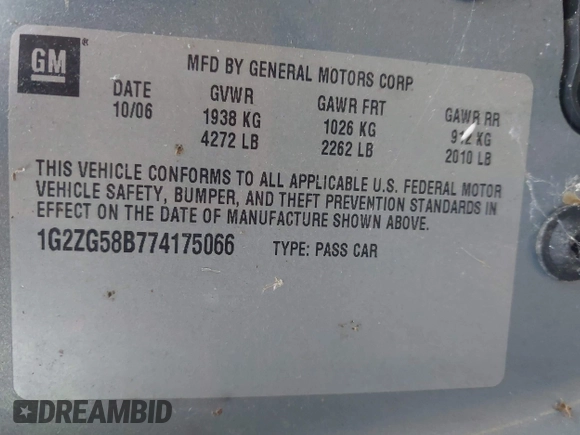 GM ®
MFD BY GENERAL MOTORS CORP
DATE GVWR GAWR FRT GAWR RR
10/06 1938 KG 1026 KG 912 KG
4272 LB 2262 LB 2010 LB
THIS VEHICLE CONFORMS TO ALL APPLICABLE U.S. FEDERAL MOTOR
VEHICLE SAFETY, BUMPER, AND THEFT PREVENTION STANDARDS IN
EFFECT ON THE DATE OF MANUFACTURE SHOWN ABOVE.
1G2ZG58B774175066 TYPE: PASS CAR
DREAMBID